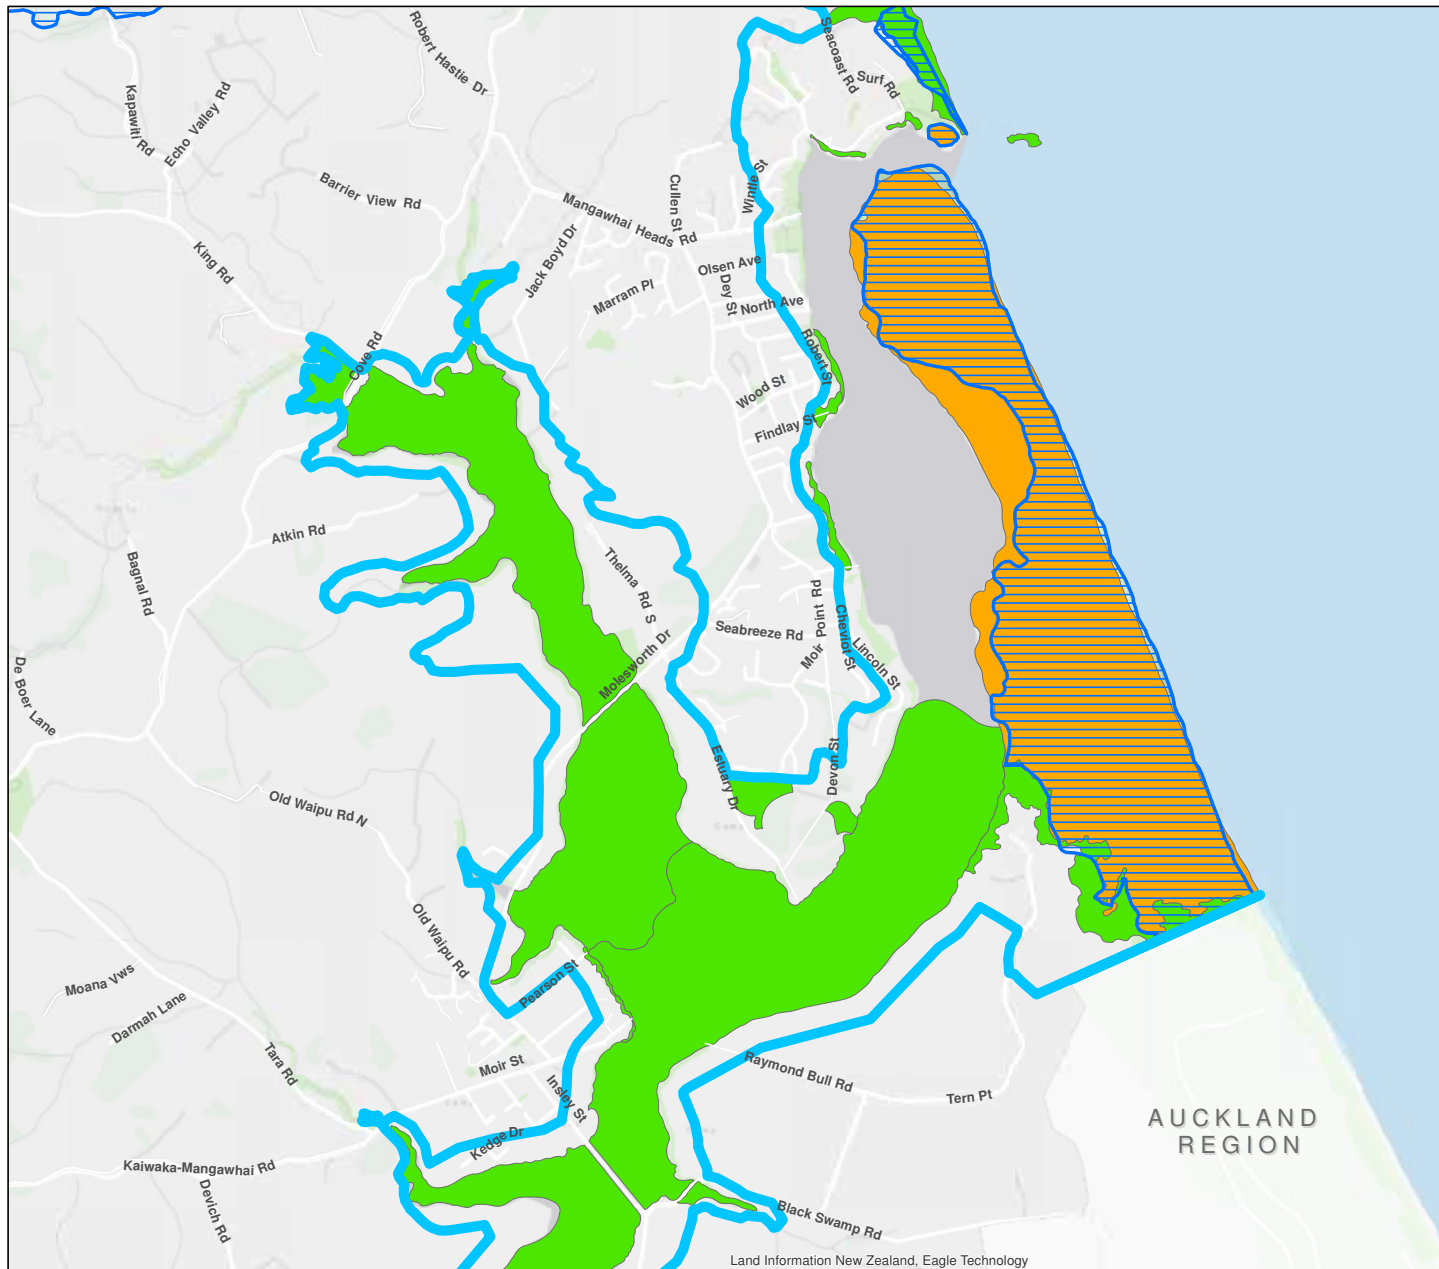 Robert Hastie Dr
Seacoast Rd
Surf Rd
Kapawiti Rd
Echo Valley Rd
Barrier View Rd
Cullen St
Wintle St
Mangawhai Heads Rd
King Rd
Jack Boyd Dr
Olsen Ave
Dey St
Marram Pl
North Ave
Cove Rd
Robert St
Wood St
Findlay St
Atkin Rd
Bagnal Rd
Thelma Rd S
Moir Point Rd
Seabreeze Rd
Cheviot St
Lincoln St
Molesworth Dr
De Boer Lane
Estuary Dr
Devon St
Old Waipu Rd N
Old Waipu Rd
Pearson St
Moana Vws
Darmah Lane
Tara Rd
Moir St
Insley St
Raymond Bull Rd
Tern Pt
Kedge Dr
AUCKLAND
REGION
Kaiwaka-Mangawhai Rd
Devich Rd
Black Swamp Rd
Land Information New Zealand, Eagle Technology